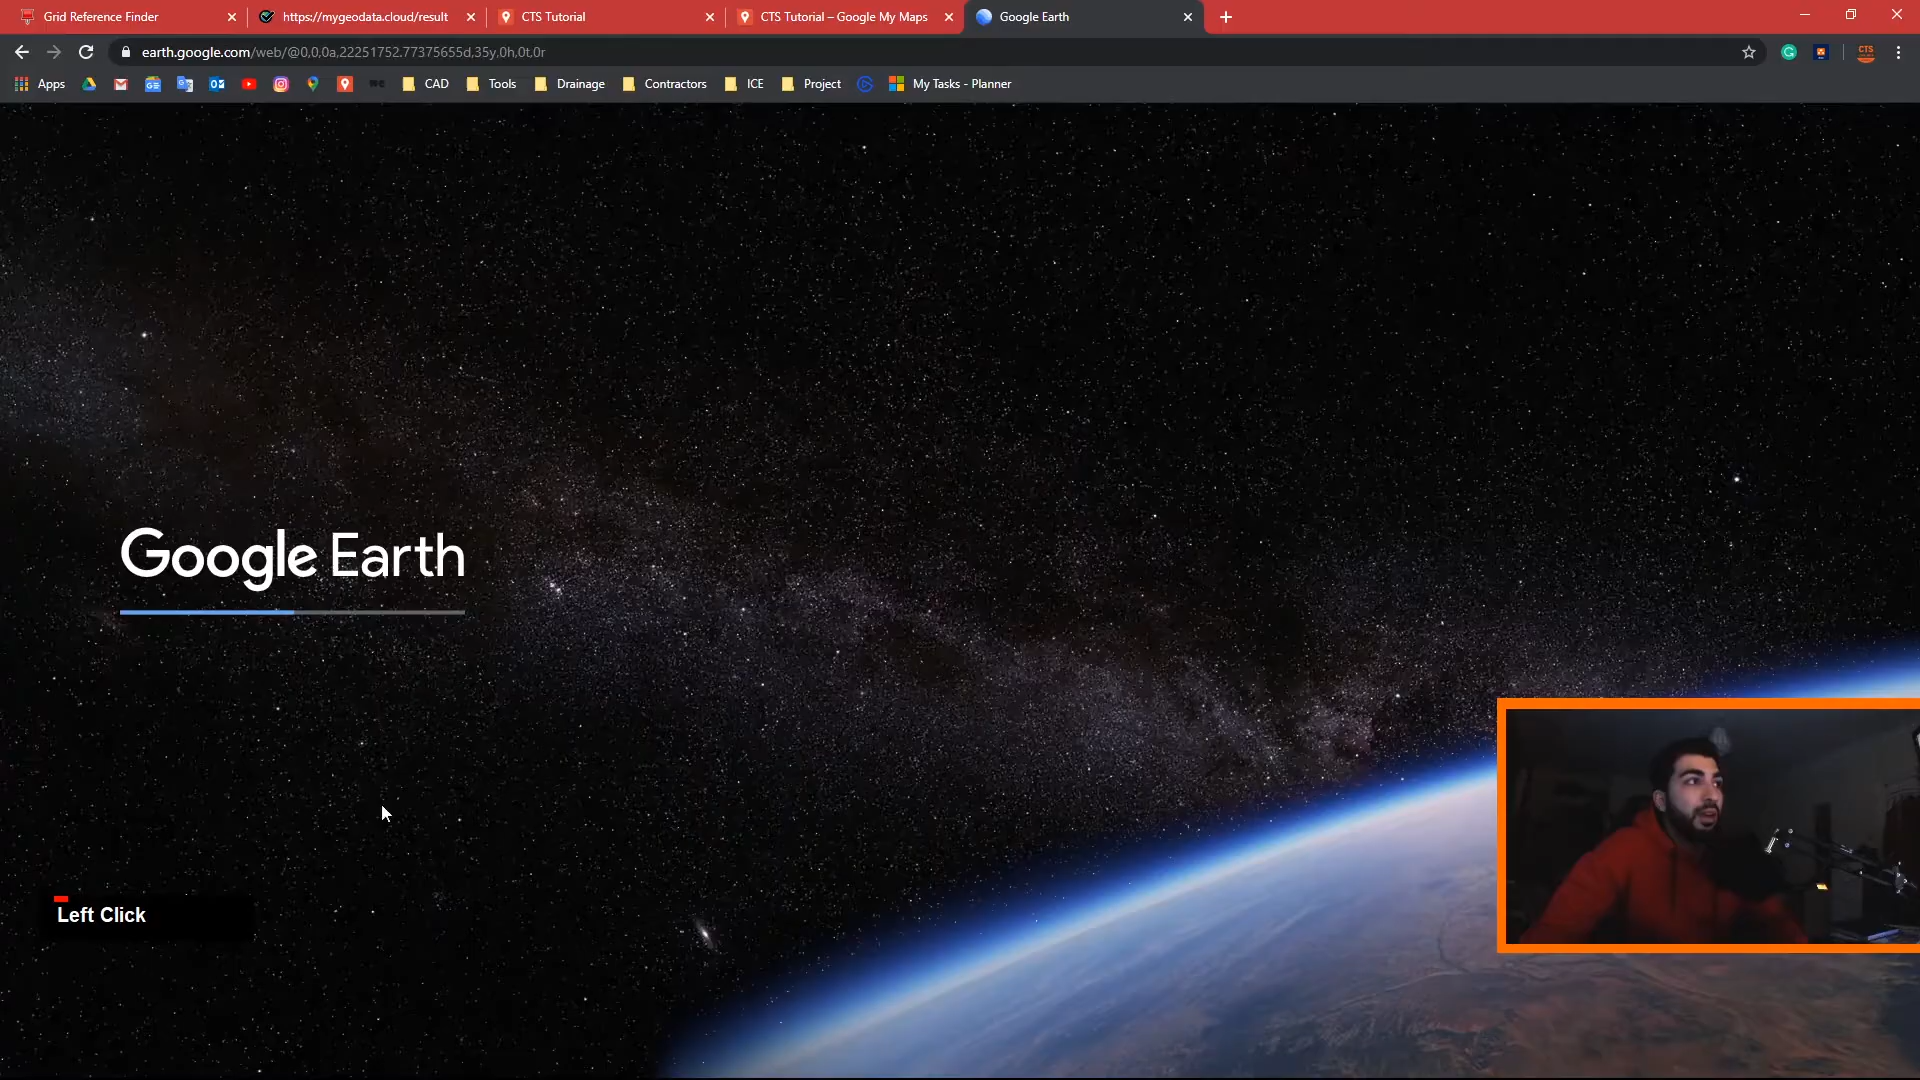 Grid Reference Finder
https://mygeodata.cloud/result
CTS Tutorial
CTS Tutorial – Google My Maps
Google Earth
earth.google.com/web/@0,0,0a,22251752.77375655d,35y,0h,0t,0r
CTS
Apps
CAD
Tools
Drainage
Contractors
ICE
Project
My Tasks - Planner
Google Earth
Left Click